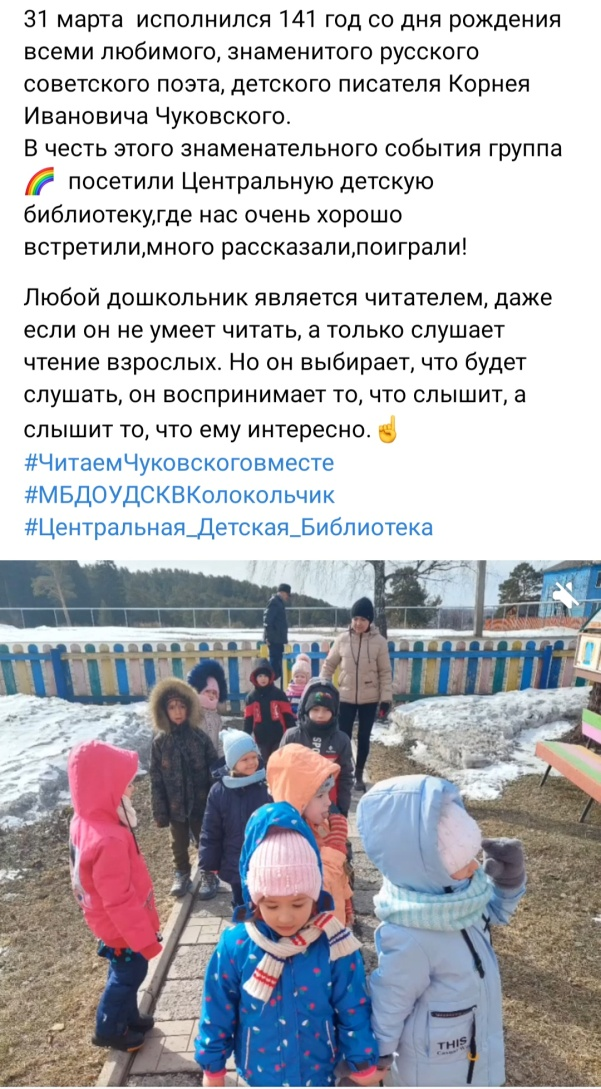 31 марта исполнился 141 год со дня рождения
всеми любимого, знаменитого русского
советского поэта, детского писателя Корнея
Ивановича Чуковского.
В честь этого знаменательного события группа
🌈 посетили Центральную детскую
библиотеку,где нас очень хорошо
встретили,много рассказали,поиграли!
Любой дошкольник является читателем, даже
если он не умеет читать, а только слушает
чтение взрослых. Но он выбирает, что будет
слушать, он воспринимает то, что слышит, а
слышит то, что ему интересно.☝
#ЧитаемЧуковскоговместе
#МБДОУДСКВКолокольчик
#Центральная_Детская_Библиотека
THIS